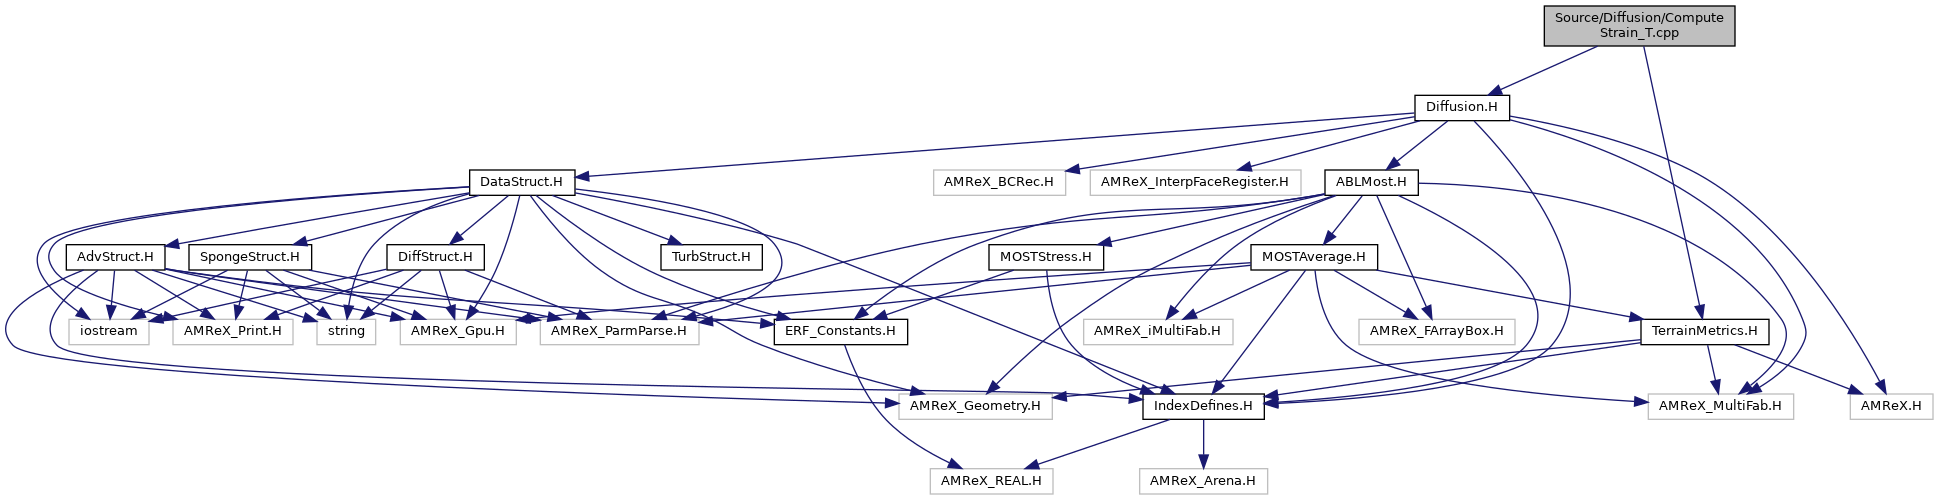 Source/Diffusion/Compute
Strain_T.cpp
Diffusion.H
DataStruct.H
AMReX_BCRec.H
AMReX_InterpFaceRegister.H
ABLMost.H
AdvStruct.H
SpongeStruct.H
DiffStruct.H
TurbStruct.H
MOSTStress.H
MOSTAverage.H
iostream
AMReX_Print.H
string
AMReX_Gpu.H
AMReX_ParmParse.H
ERF_Constants.H
AMReX_iMultiFab.H
AMReX_FArrayBox.H
TerrainMetrics.H
AMReX_Geometry.H
IndexDefines.H
AMReX_MultiFab.H
AMReX.H
AMReX_REAL.H
AMReX_Arena.H